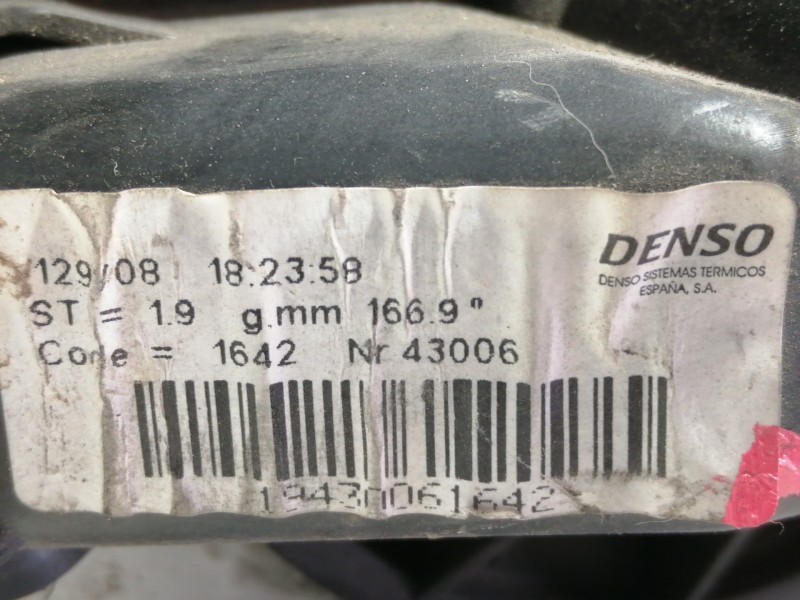 DENSO
DENSO SISTEMAS TERMICOS
ESPAÑA, S.A.
129/08 18:23:58
ST = 1.9 g.mm 166.9°
Code = 1642 Nr 43006
19430061642